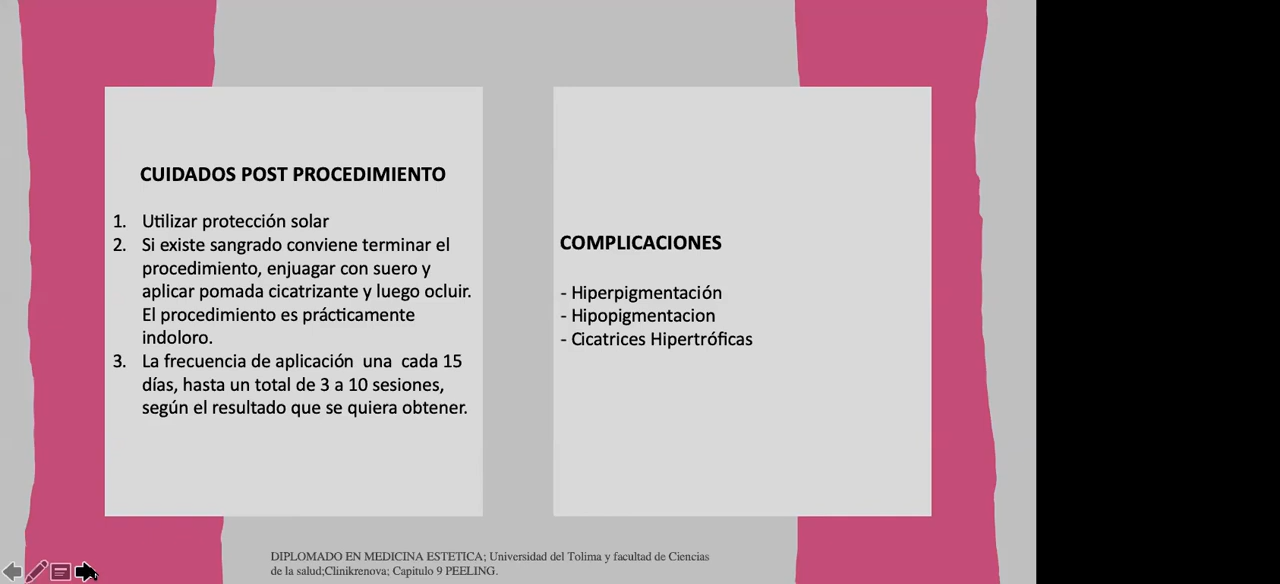 CUIDADOS POST PROCEDIMIENTO
1. Utilizar protección solar
2. Si existe sangrado conviene terminar el
procedimiento, enjuagar con suero y
aplicar pomada cicatrizante y luego ocluir.
El procedimiento es prácticamente
indoloro.
3. La frecuencia de aplicación una cada 15
días, hasta un total de 3 a 10 sesiones,
según el resultado que se quiera obtener.
COMPLICACIONES
- Hiperpigmentación
- Hipopigmentacion
- Cicatrices Hipertróficas
DIPLOMADO EN MEDICINA ESTETICA; Universidad del Tolima y facultad de Ciencias
de la salud;Clinikrenova; Capitulo 9 PEELING.